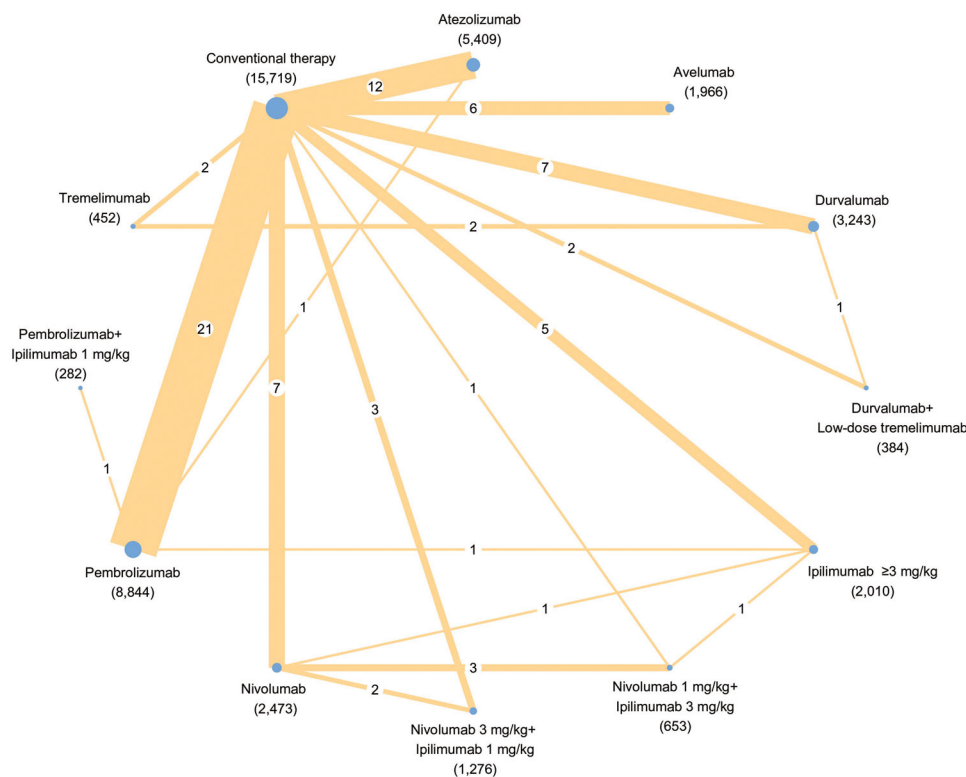 Atezolizumab
(5,409)
Conventional therapy
(15,719)
12
Avelumab
(1,966)
6
7
2
Tremelimumab
(452)
2
Durvalumab
(3,243)
2
1
1
21
5
Pembrolizumab+
Ipilimumab 1 mg/kg
(282)
7
1
3
Durvalumab+
Low-dose tremelimumab
(384)
1
1
Pembrolizumab
(8,844)
Ipilimumab ≥3 mg/kg
(2,010)
1
1
3
Nivolumab
(2,473)
2
Nivolumab 1 mg/kg+
Ipilimumab 3 mg/kg
(653)
Nivolumab 3 mg/kg+
Ipilimumab 1 mg/kg
(1,276)